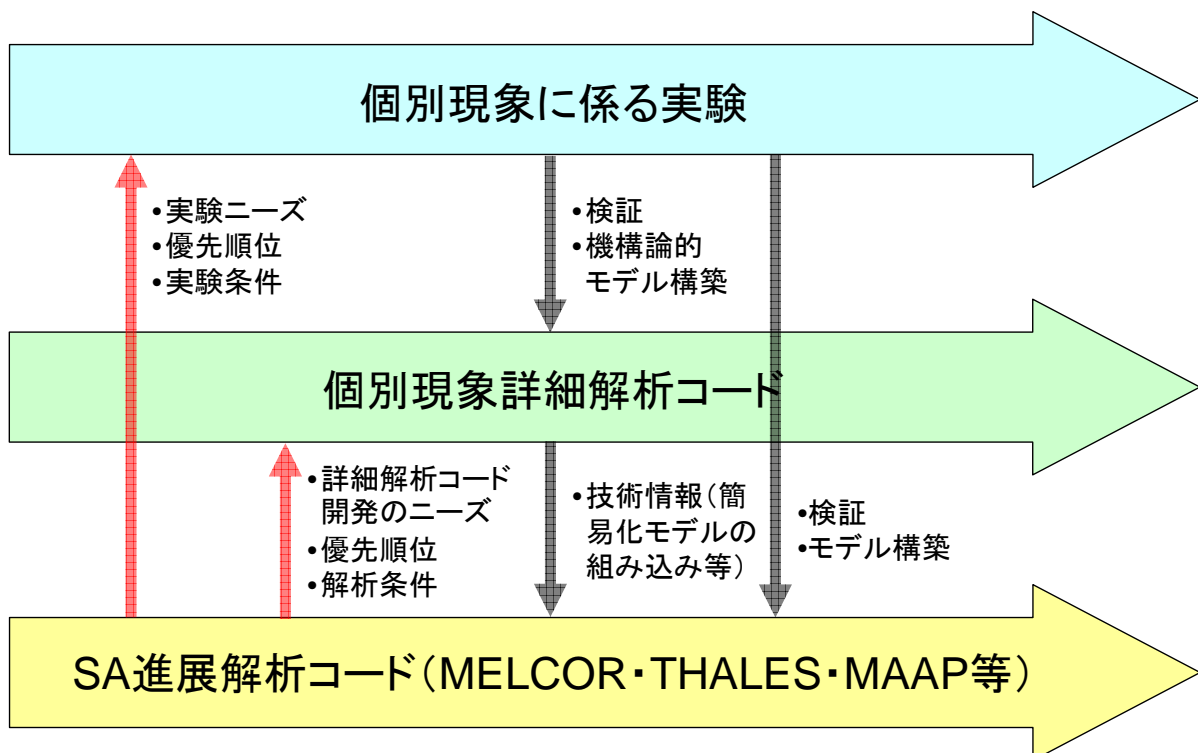 個別現象に係る実験
•実験ニーズ
•優先順位
•実験条件
•検証
•機構論的
モデル構築
個別現象詳細解析コード
•詳細解析コード
開発のニーズ
•優先順位
•解析条件
•技術情報（簡
易化モデルの
組み込み等）
•検証
•モデル構築
SA進展解析コード（MELCOR・THALES・MAAP等）